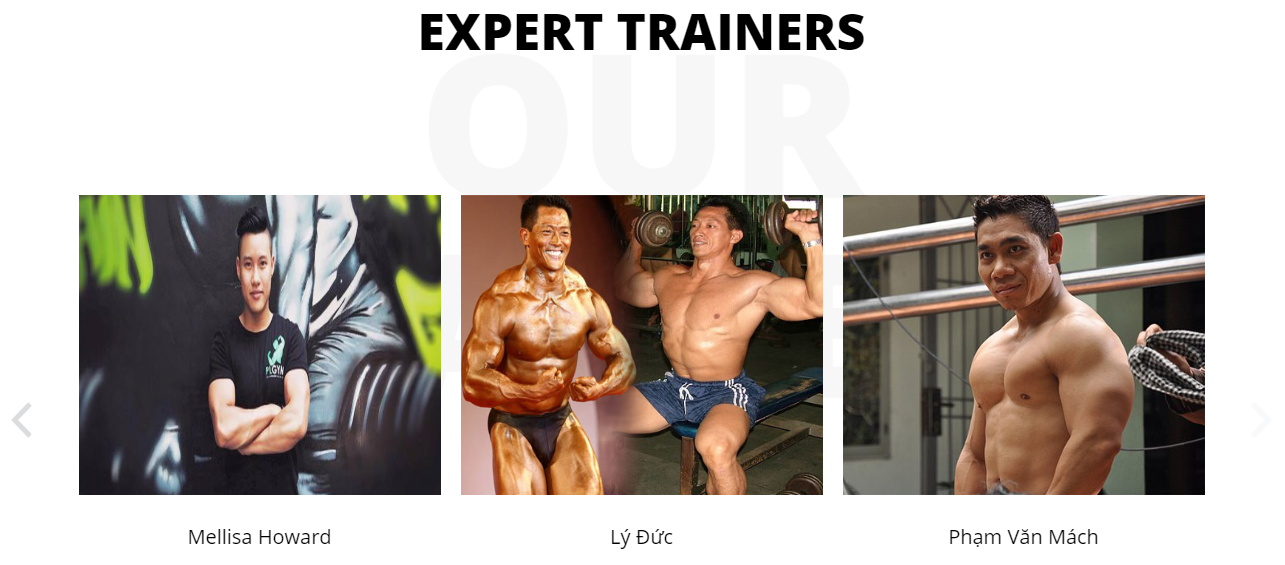 EXPERT TRAINERS
OUR
Mellisa Howard
Lý Đức
Phạm Văn Mách